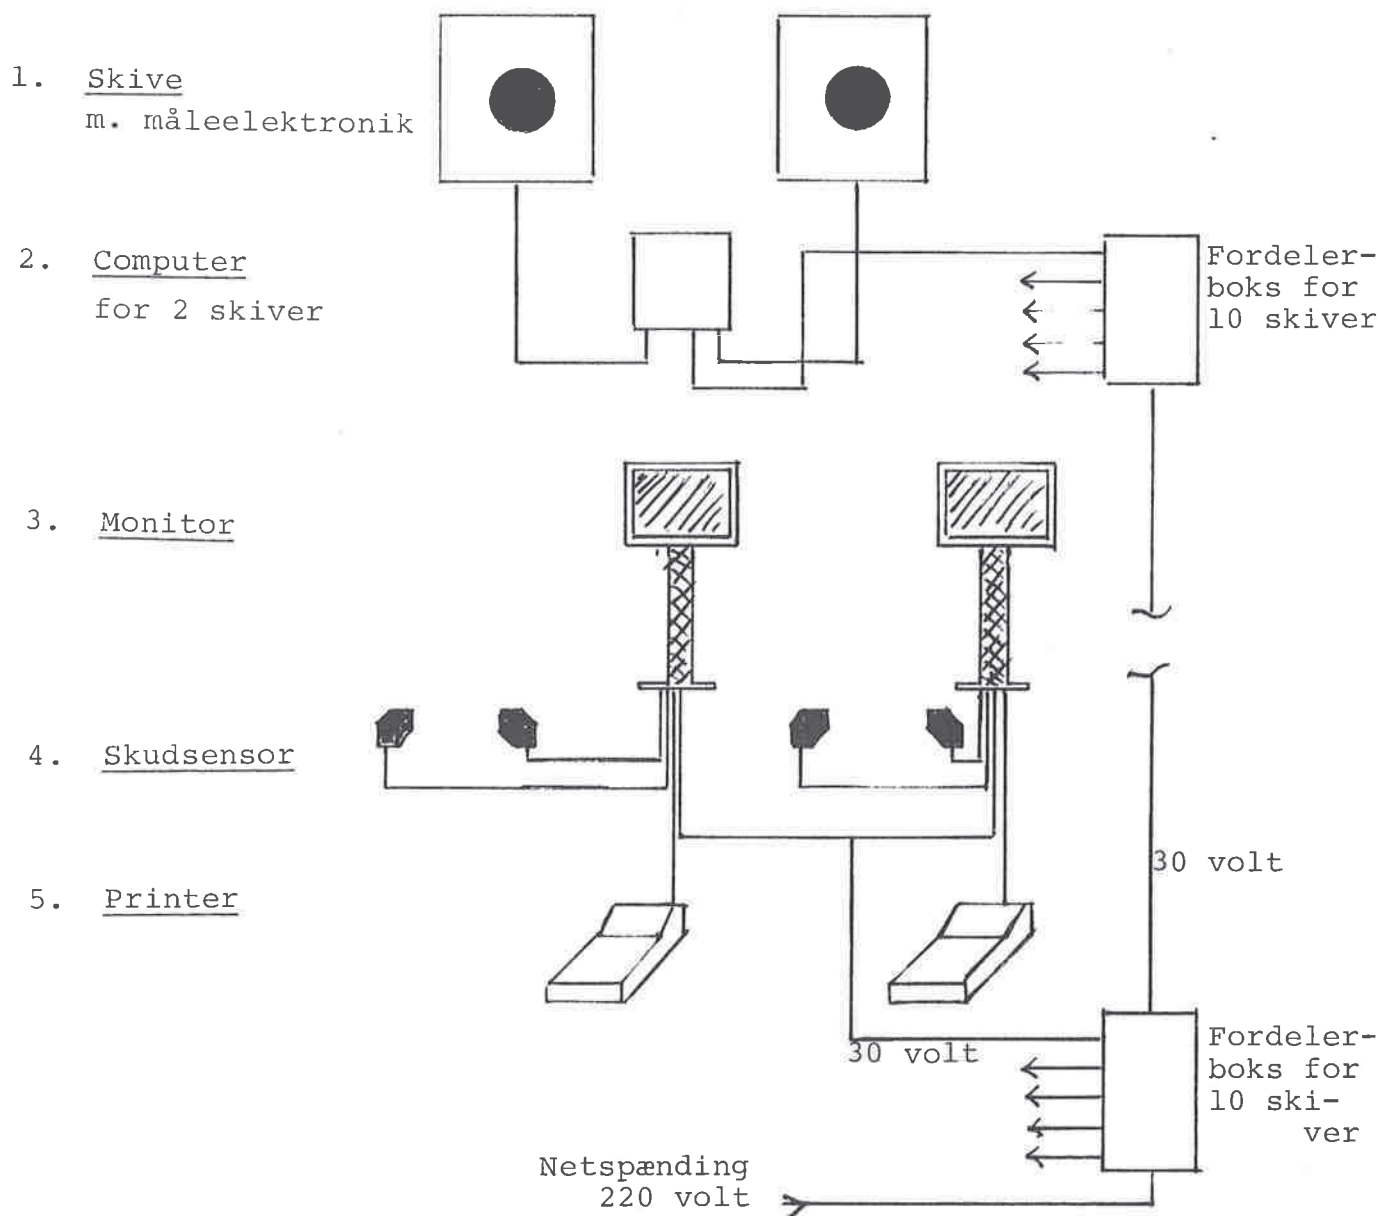 1. Skive
m. måleelektronik
2. Computer
for 2 skiver
Fordeler-
boks for
10 skiver
3. Monitor
4. Skudsensor
30 volt
5. Printer
30 volt
Fordeler-
boks for
10 ski-
ver
Netspænding
220 volt